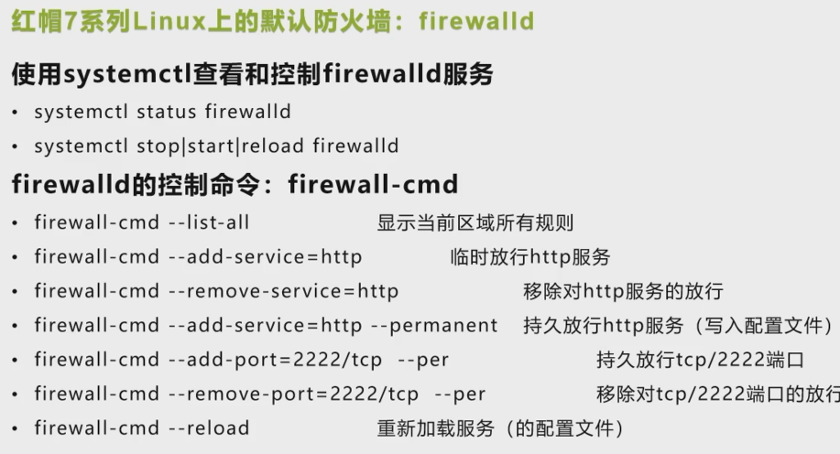 红帽7系列Linux上的默认防火墙：firewalld
使用systemctl查看和控制firewalld服务
• systemctl status firewalld
• systemctl stop|start|reload firewalld
firewalld的控制命令：firewall-cmd
• firewall-cmd --list-all 显示当前区域所有规则
• firewall-cmd --add-service=http 临时放行http服务
• firewall-cmd --remove-service=http 移除对http服务的放行
• firewall-cmd --add-service=http --permanent 持久放行http服务（写入配置文件）
• firewall-cmd --add-port=2222/tcp --per 持久放行tcp/2222端口
• firewall-cmd --remove-port=2222/tcp --per 移除对tcp/2222端口的放行
• firewall-cmd --reload 重新加载服务（的配置文件）